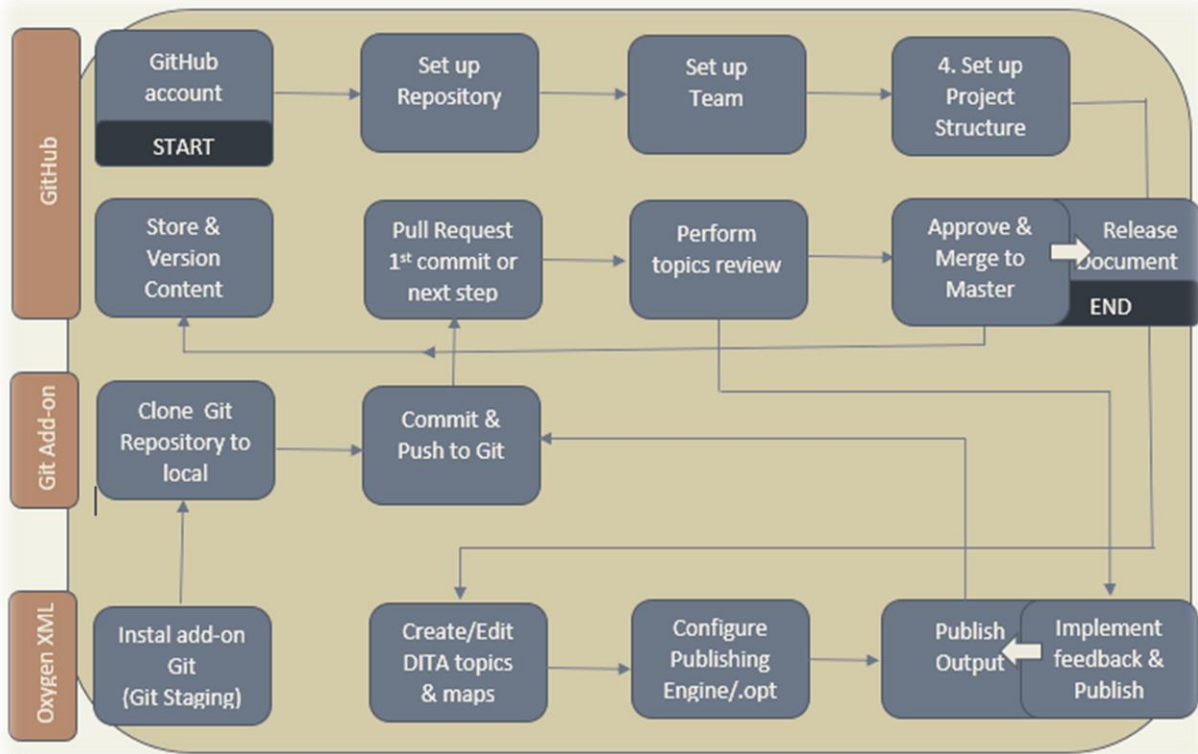 GitHub
GitHub
account
START
Set up
Repository
Set up
Team
4. Set up
Project
Structure
Store &
Version
Content
Pull Request
1st commit or
next step
Perform
topics review
Approve &
Merge to
Master
Release
Document
END
Git Add-on
Clone Git
Repository to
local
Commit &
Push to Git
Oxygen XML
Instal add-on
Git
(Git Staging)
Create/Edit
DITA topics
& maps
Configure
Publishing
Engine/.opt
Publish
Output
Implement
feedback &
Publish